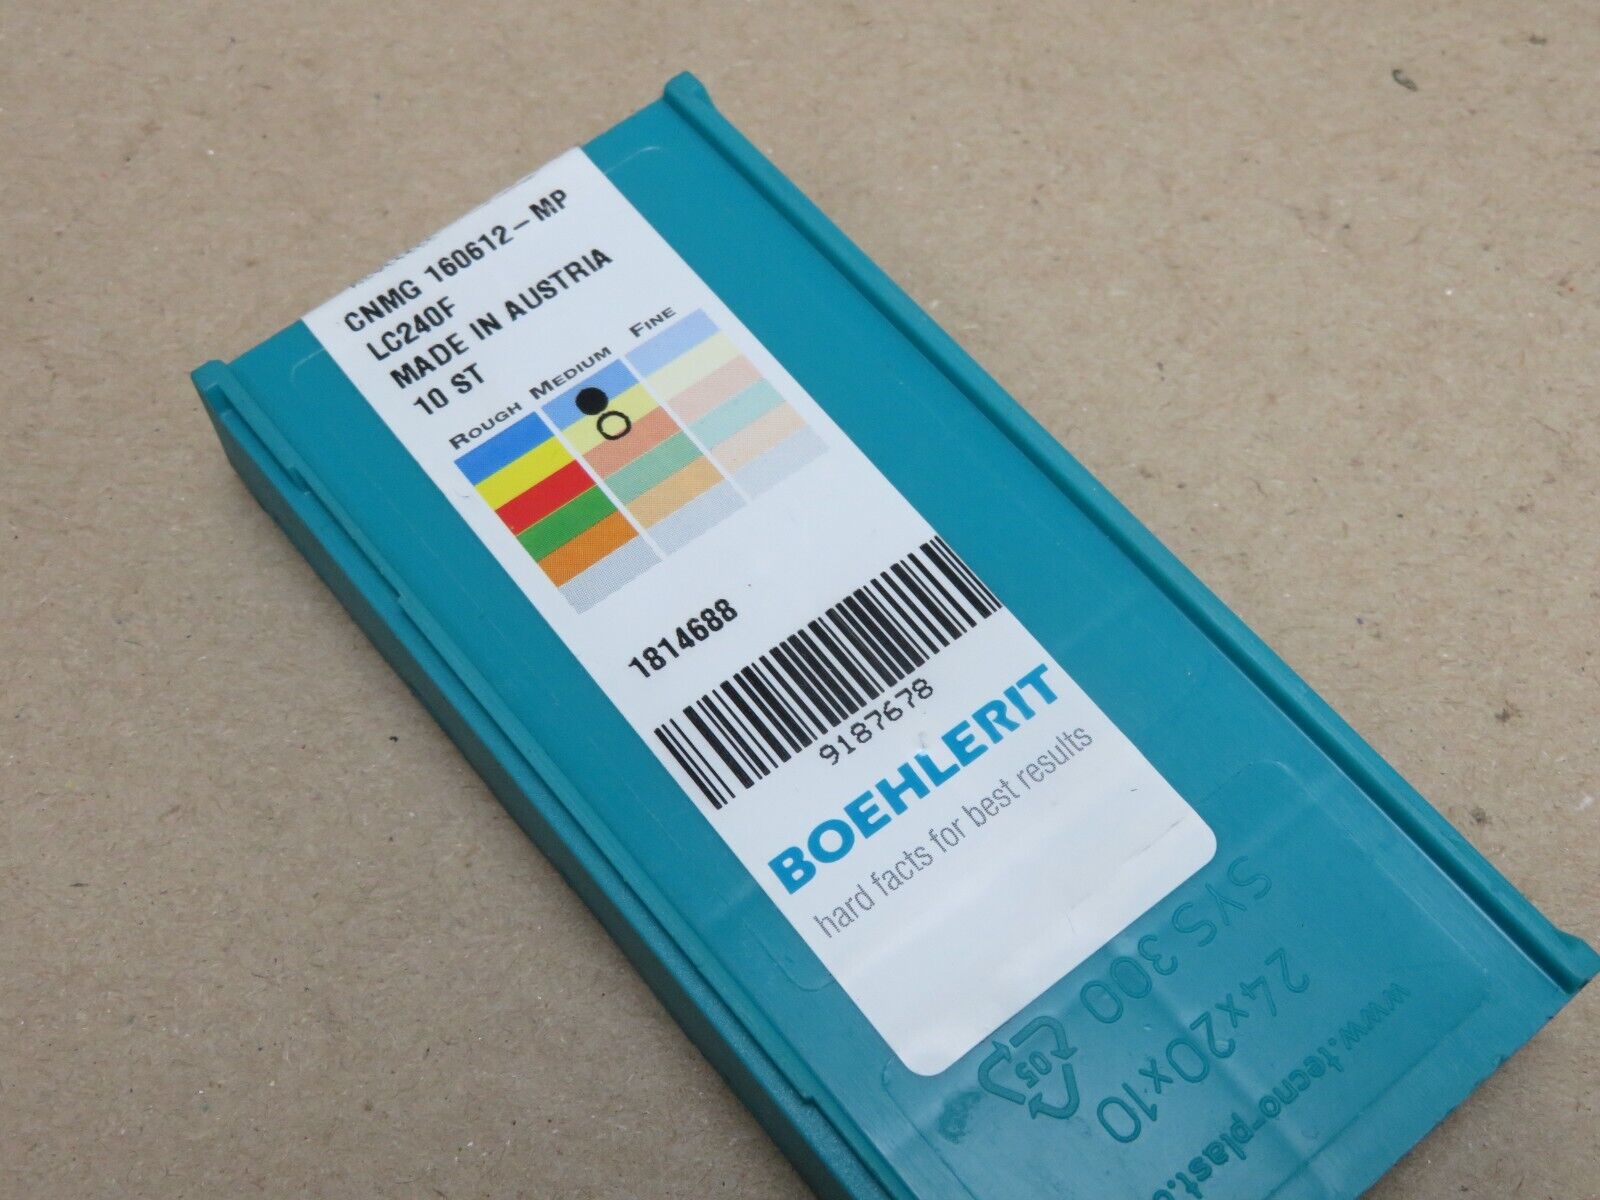 CNMG 160612-MP
LC240F
MADE IN AUSTRIA
10 ST
ROUGH MEDIUM FINE
1814688
9187678
BOEHLERIT
hard facts for best results
SYS 300
24x20x10
05
www.tecno-plast.